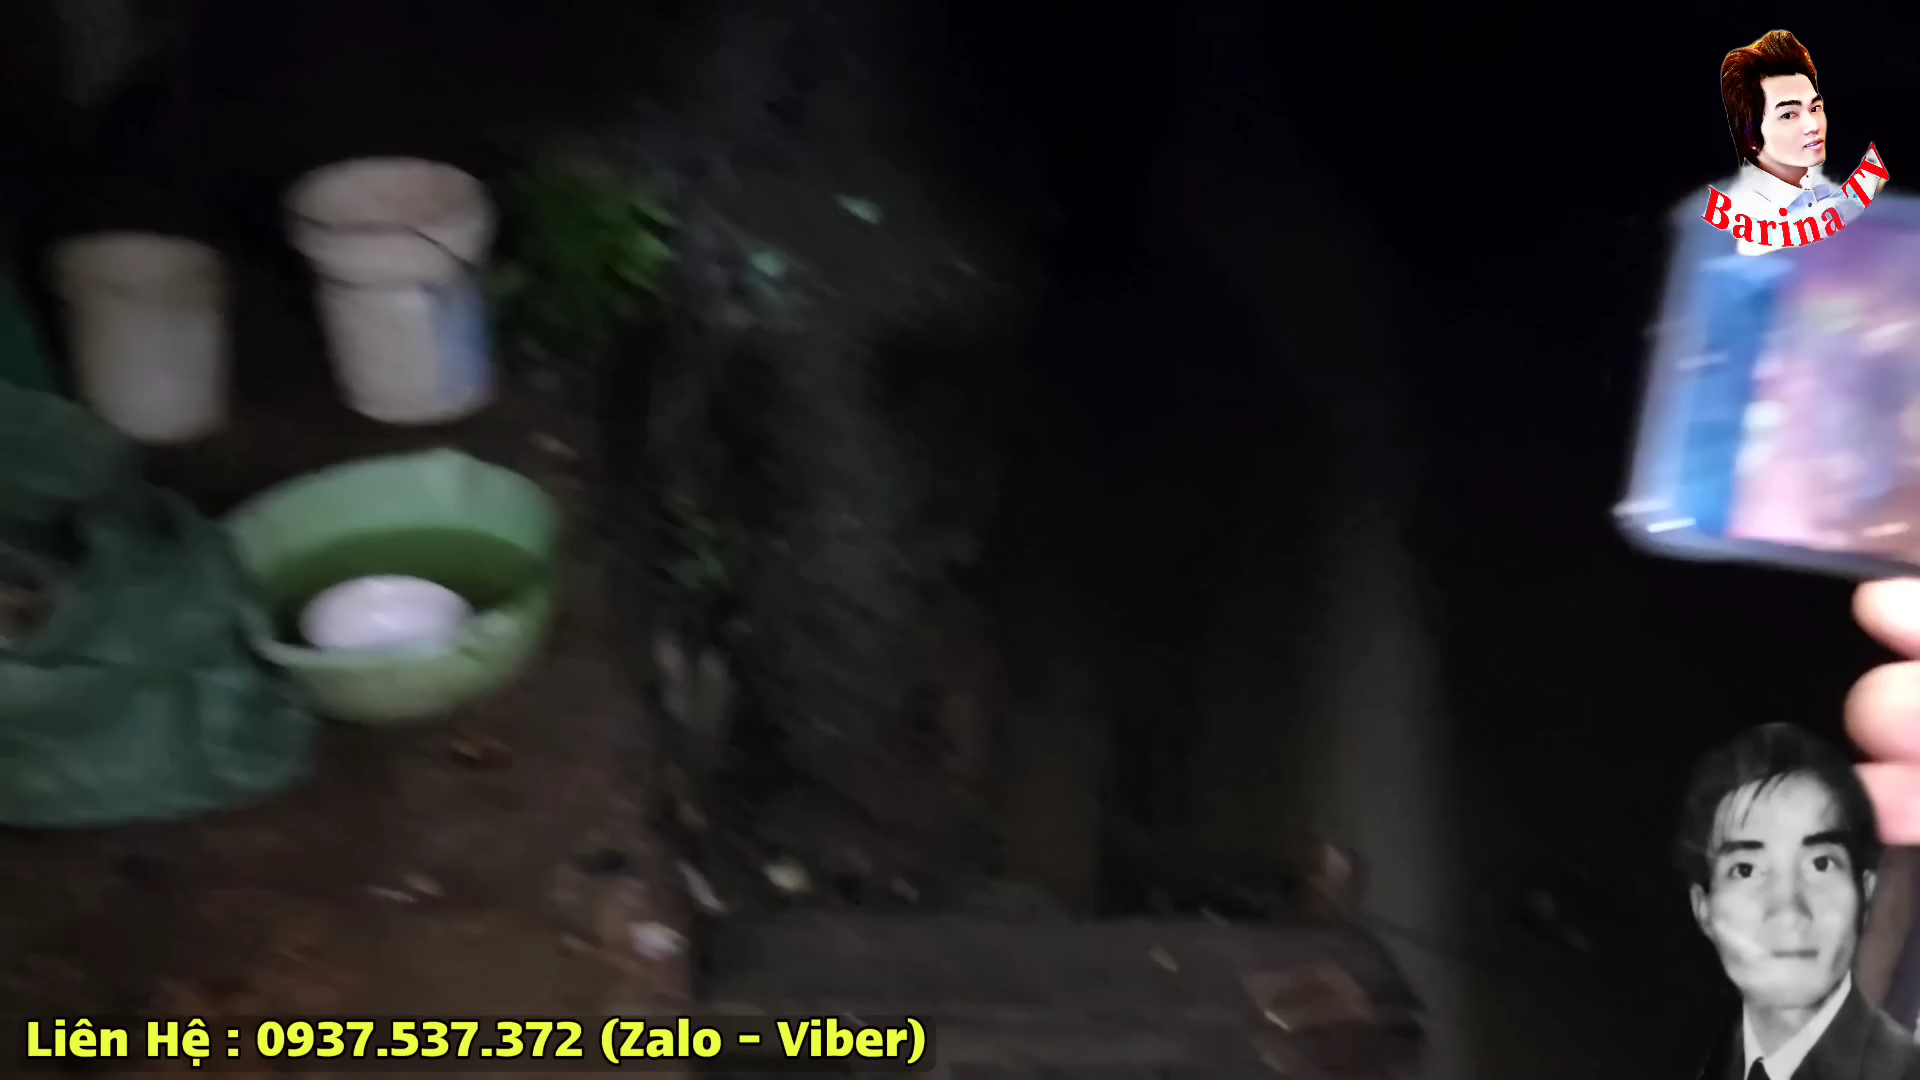 Barina TV
Liên Hệ : 0937.537.372 (Zalo – Viber)